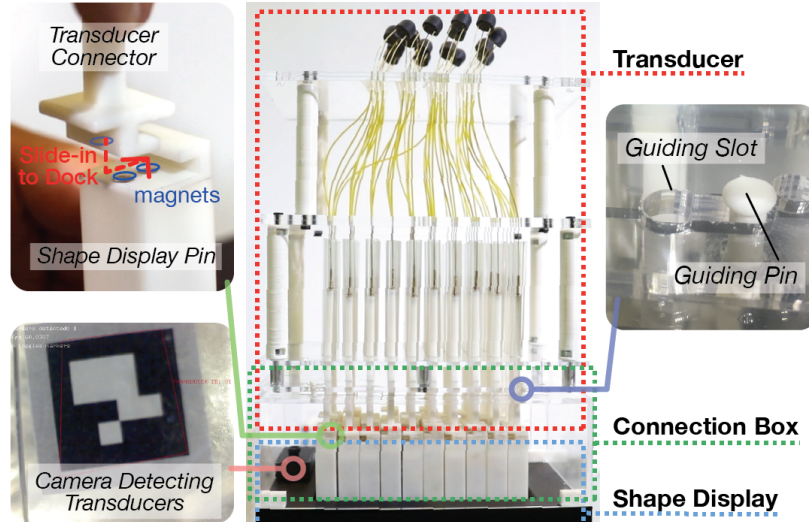 Transducer
Connector
Slide-in
to Dock
magnets
Shape Display Pin
Camera Detecting
Transducers
Transducer
Guiding Slot
Guiding Pin
Connection Box
Shape Display